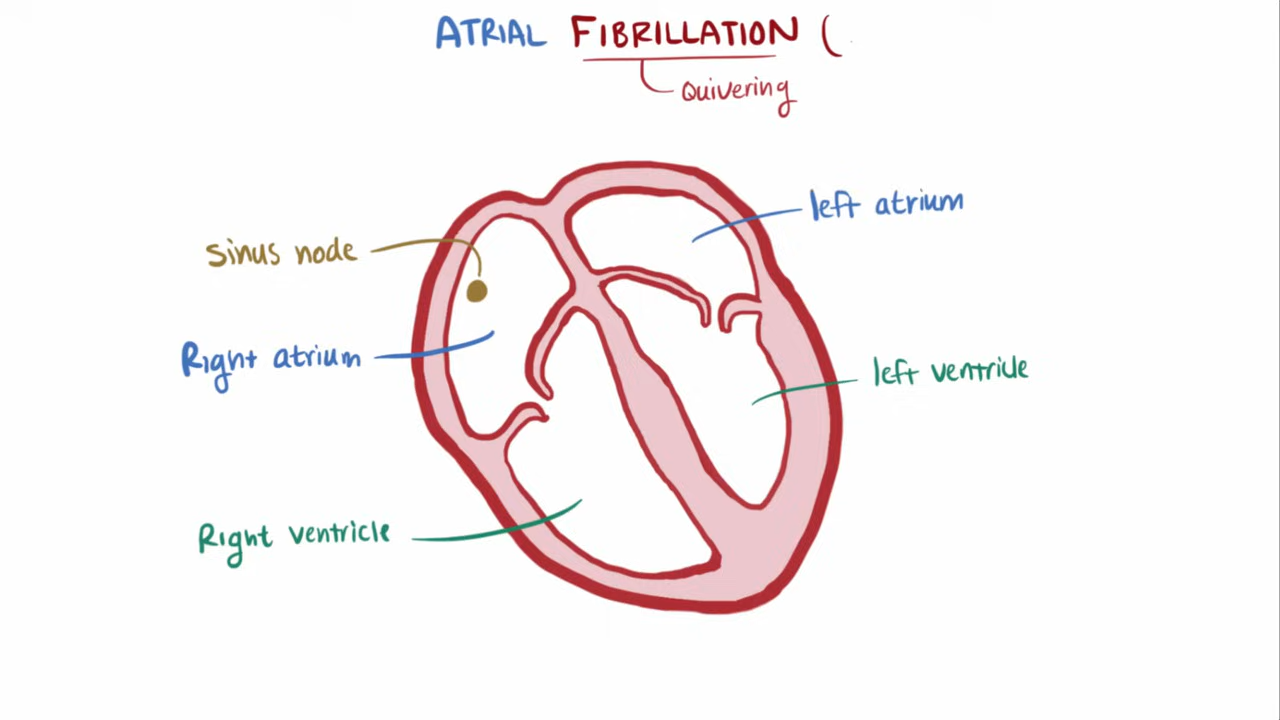 ATRIAL FIBRILLATION (
Quivering
left atrium
Sinus node
Right atrium
left ventricle
Right ventricle